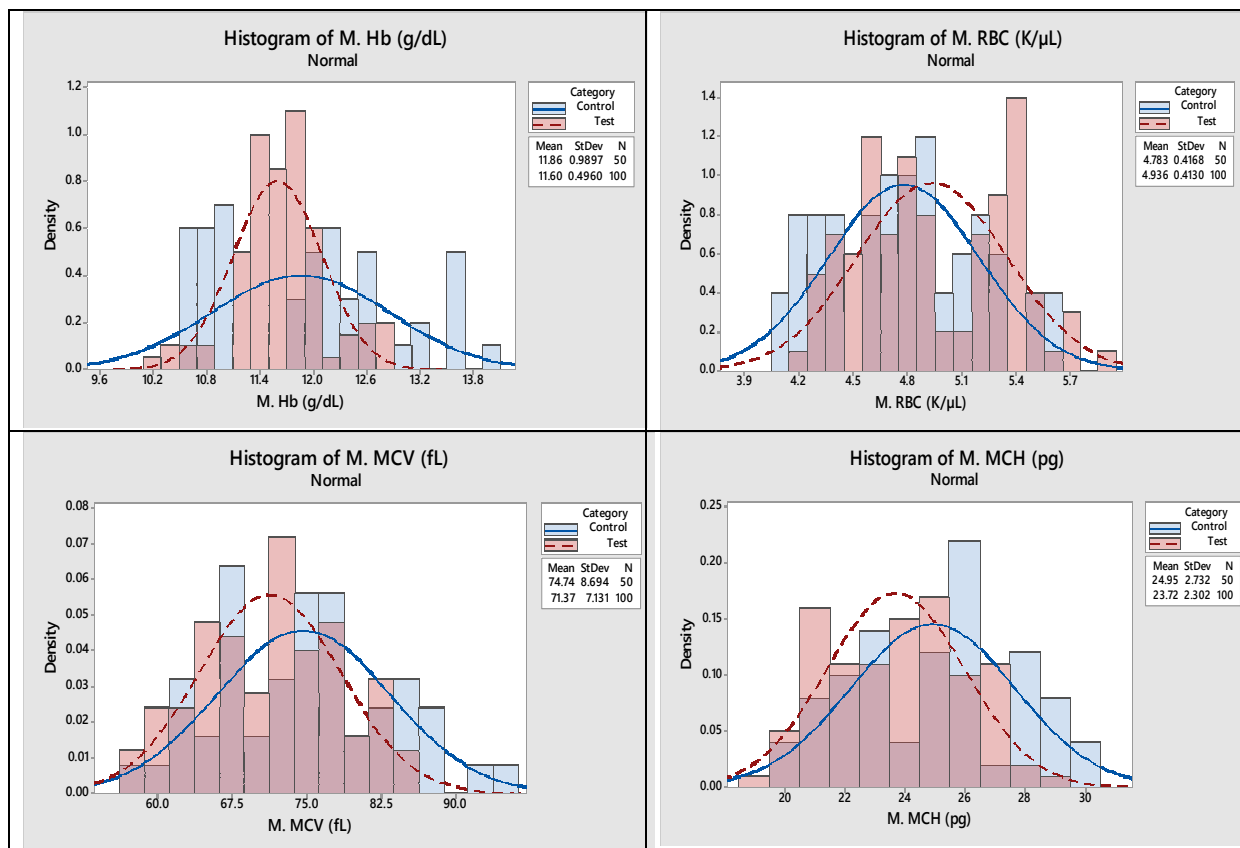 Histogram of M. Hb (g/dL)
Normal
Category
Control
Test
Mean StDev N
11.86 0.9897 50
11.60 0.4960 100
1.2
1.0
0.8
0.6
0.4
0.2
0.0
Density
9.6 10.2 10.8 11.4 12.0 12.6 13.2 13.8
M. Hb (g/dL)
Histogram of M. RBC (K/µL)
Normal
Category
Control
Test
Mean StDev N
4.783 0.4168 50
4.936 0.4130 100
1.4
1.2
1.0
0.8
0.6
0.4
0.2
0.0
Density
3.9 4.2 4.5 4.8 5.1 5.4 5.7
M. RBC (K/µL)
Histogram of M. MCV (fL)
Normal
Category
Control
Test
Mean StDev N
74.74 8.694 50
71.37 7.131 100
0.08
0.07
0.06
0.05
0.04
0.03
0.02
0.01
0.00
Density
60.0 67.5 75.0 82.5 90.0
M. MCV (fL)
Histogram of M. MCH (pg)
Normal
Category
Control
Test
Mean StDev N
24.95 2.732 50
23.72 2.302 100
0.25
0.20
0.15
0.10
0.05
0.00
Density
20 22 24 26 28 30
M. MCH (pg)